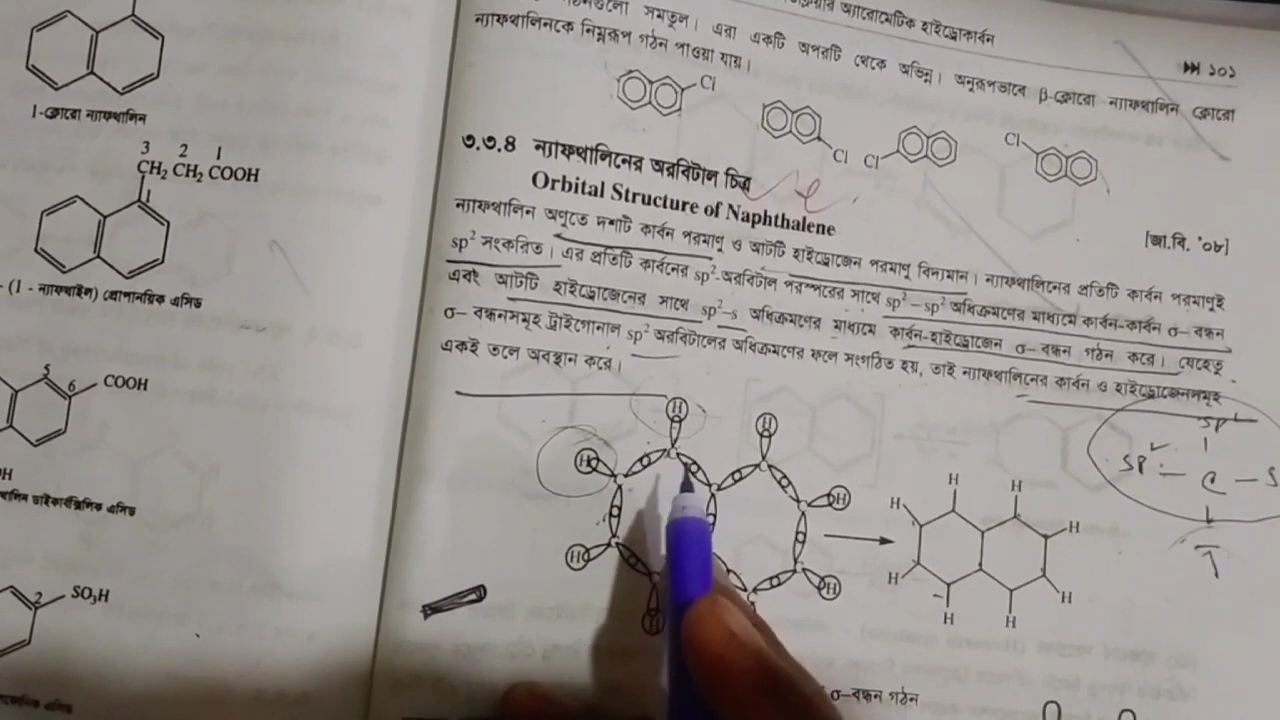 1-ক্লোরো ন্যাফথালিন
3 2 1
CH₂ CH₂ COOH
1
- (1 - ন্যাফথাইল) প্রোপানয়িক এসিড
5
6 COOH
H
2 SO₃H
অ্যারোমেটিক হাইড্রোকার্বন
১০১
সমতুল। এরা একটি অপরটি থেকে অভিন্ন। অনুরূপভাবে β-ক্লোরো ন্যাফথালিন ক্লোরো
ন্যাফথালিনকে নিম্নরূপ গঠন পাওয়া যায়।
Cl
Cl
Cl
Cl
৩.৩.৪ ন্যাফথালিনের অরবিটাল চিত্র
Orbital Structure of Naphthalene
[জা.বি. '০৮]
ন্যাফথালিন অণুতে দশটি কার্বন পরমাণু ও আটটি হাইড্রোজেন পরমাণু বিদ্যমান। ন্যাফথালিনের প্রতিটি কার্বন পরমাণুই
sp² সংকরিত। এর প্রতিটি কার্বনের sp²-অরবিটাল পরস্পরের সাথে sp²–sp² অধিক্রমণের মাধ্যমে কার্বন-কার্বন σ– বন্ধন
এবং আটটি হাইড্রোজেনের সাথে sp²–s অধিক্রমণের মাধ্যমে কার্বন-হাইড্রোজেন σ–বন্ধন গঠন করে। যেহেতু
σ– বন্ধনসমূহ ট্রাইগোনাল sp² অরবিটালের অধিক্রমণের ফলে সংগঠিত হয়, তাই ন্যাফথালিনের কার্বন ও হাইড্রোজেনসমূহ
একই তলে অবস্থান করে।
H H
H H
H H
H
H H
H H
H H
H H
C
σ–বন্ধন গঠন